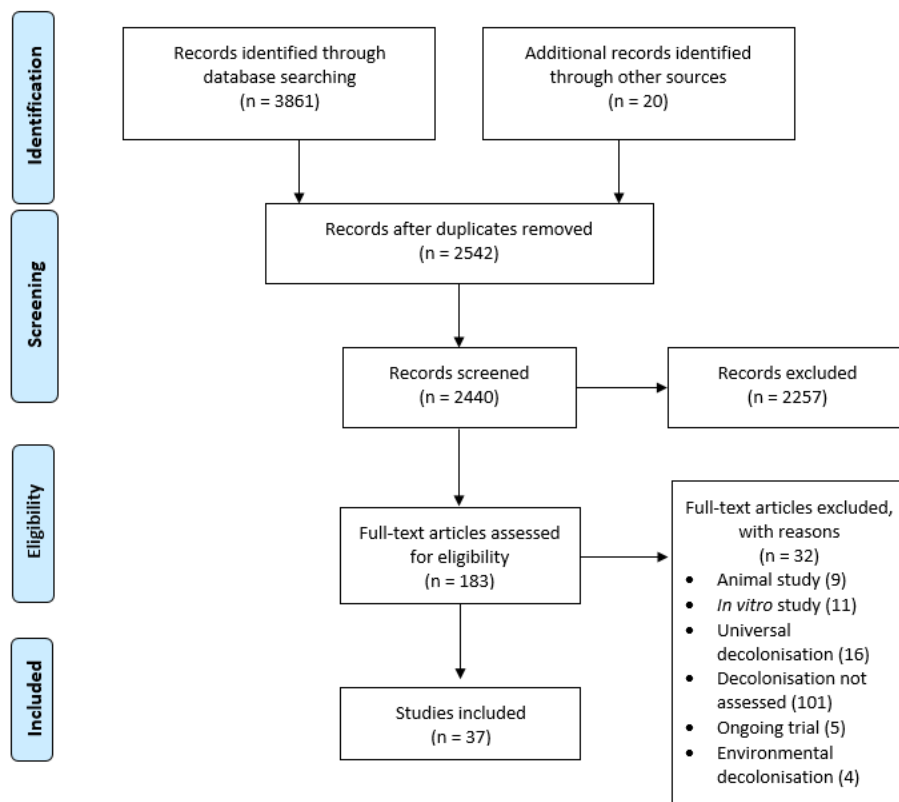 Identification
Records identified through
database searching
(n = 3861)
Additional records identified
through other sources
(n = 20)
Screening
Records after duplicates removed
(n = 2542)
Records screened
(n = 2440)
Records excluded
(n = 2257)
Eligibility
Full-text articles assessed
for eligibility
(n = 183)
Full-text articles excluded,
with reasons
(n = 32)
• Animal study (9)
• In vitro study (11)
• Universal
decolonisation (16)
• Decolonisation not
assessed (101)
• Ongoing trial (5)
• Environmental
decolonisation (4)
Included
Studies included
(n = 37)